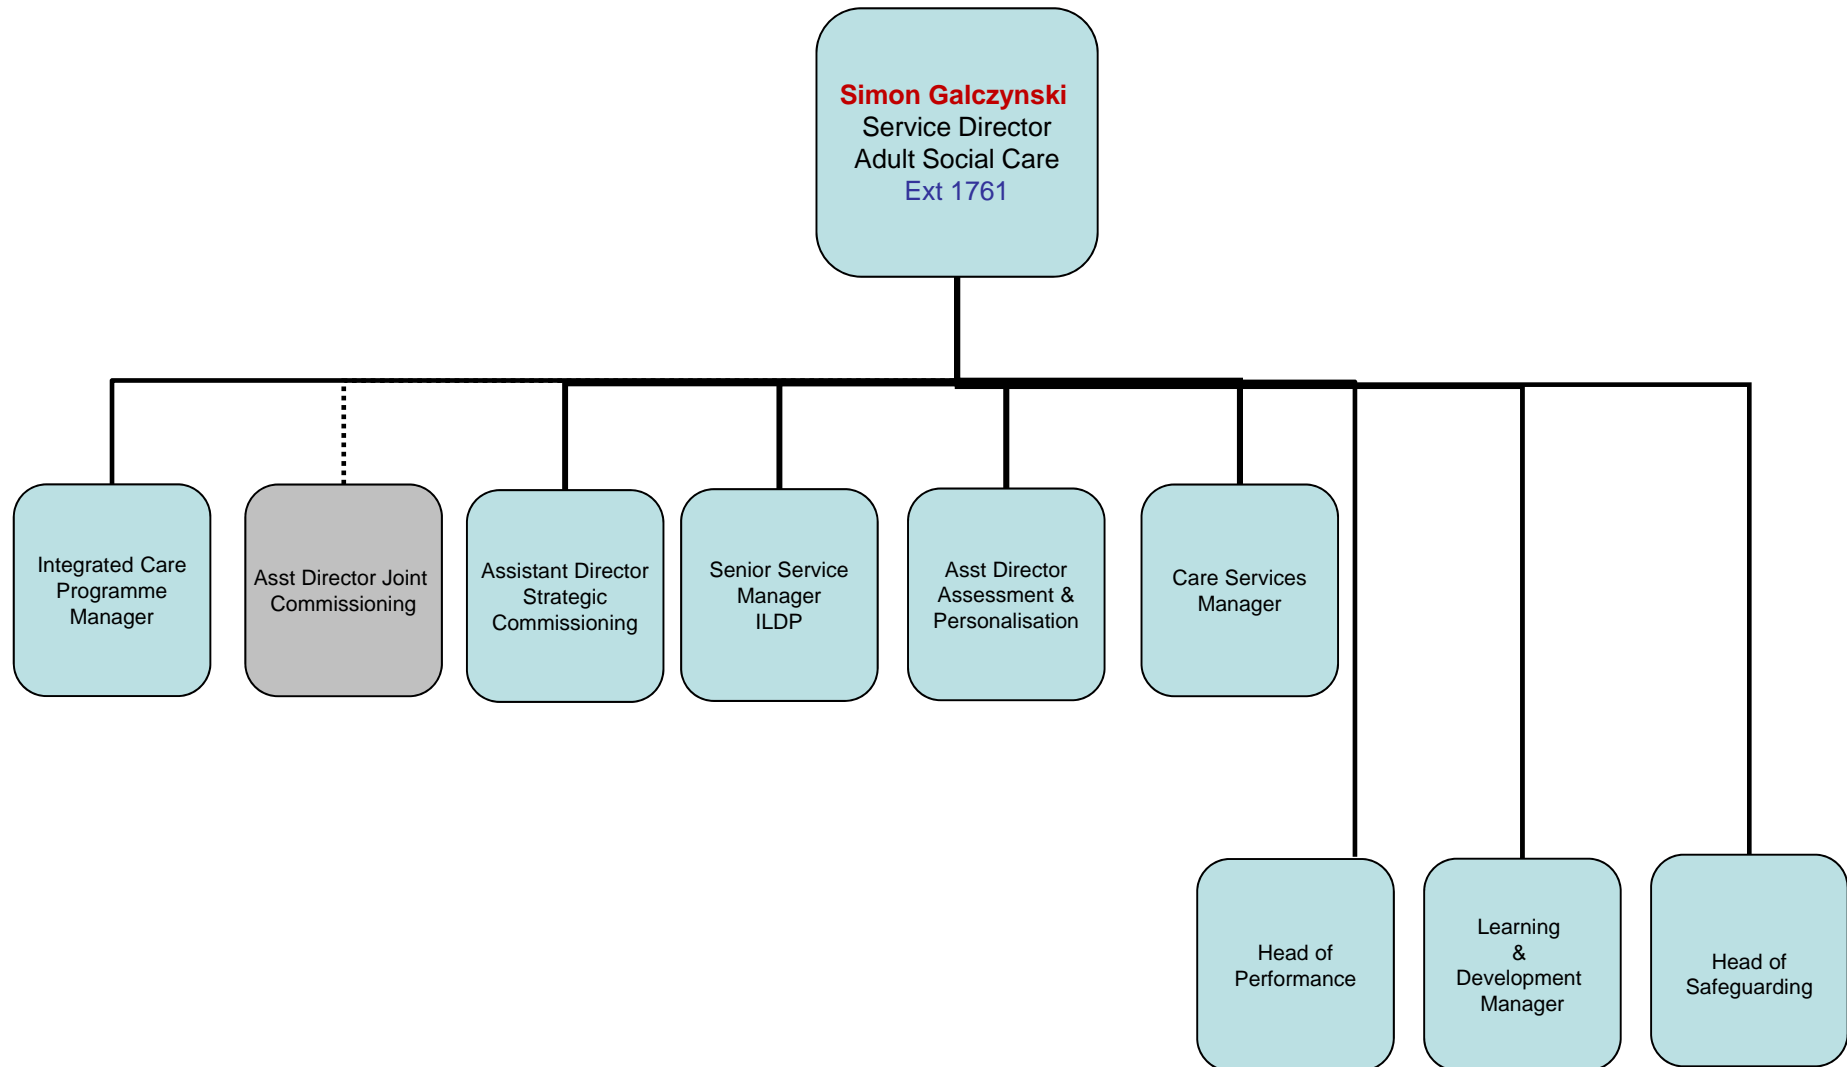 Simon Galczynski
Service Director
Adult Social Care
Ext 1761
Integrated Care
Programme
Manager
Asst Director Joint
Commissioning
Assistant Director
Strategic
Commissioning
Senior Service
Manager
ILDP
Asst Director
Assessment &
Personalisation
Care Services
Manager
Head of
Performance
Learning
&
Development
Manager
Head of
Safeguarding